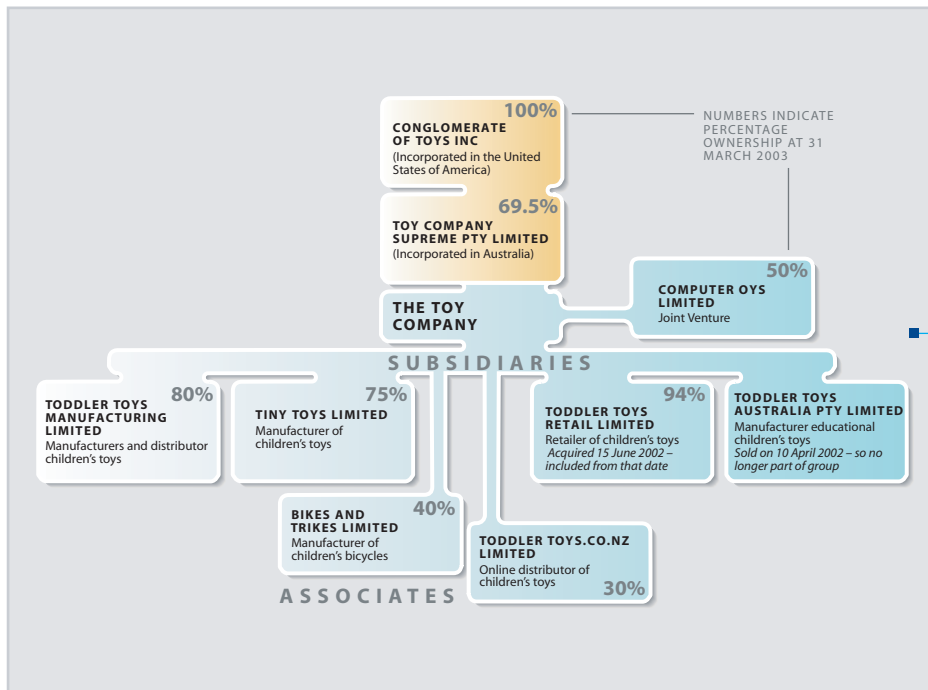 100%
CONGLOMERATE
OF TOYS INC
(Incorporated in the United
States of America)
NUMBERS INDICATE
PERCENTAGE
OWNERSHIP AT 31
MARCH 2003
69.5%
TOY COMPANY
SUPREME PTY LIMITED
(Incorporated in Australia)
THE TOY
COMPANY
50%
COMPUTER OYS
LIMITED
Joint Venture
SUBSIDIARIES
80%
TODDLER TOYS
MANUFACTURING
LIMITED
Manufacturers and distributor
children's toys
75%
TINY TOYS LIMITED
Manufacturer of
children's toys
94%
TODDLER TOYS
RETAIL LIMITED
Retailer of children's toys
Acquired 15 June 2002 –
included from that date
TODDLER TOYS
AUSTRALIA PTY LIMITED
Manufacturer educational
children's toys
Sold on 10 April 2002 – so no
longer part of group
40%
BIKES AND
TRIKES LIMITED
Manufacturer of
children's bicycles
TODDLER TOYS.CO.NZ
LIMITED
Online distributor of
children's toys
30%
ASSOCIATES